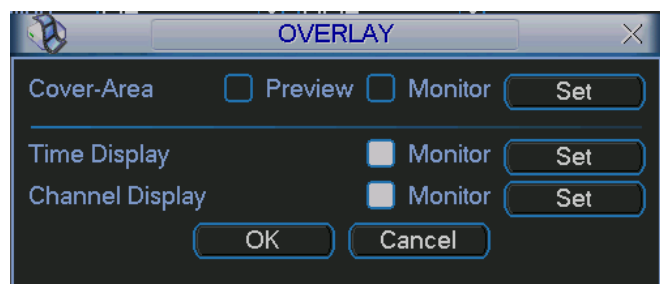 OVERLAY
Cover-Area Preview Monitor Set
Time Display Monitor Set
Channel Display Monitor Set
OK Cancel